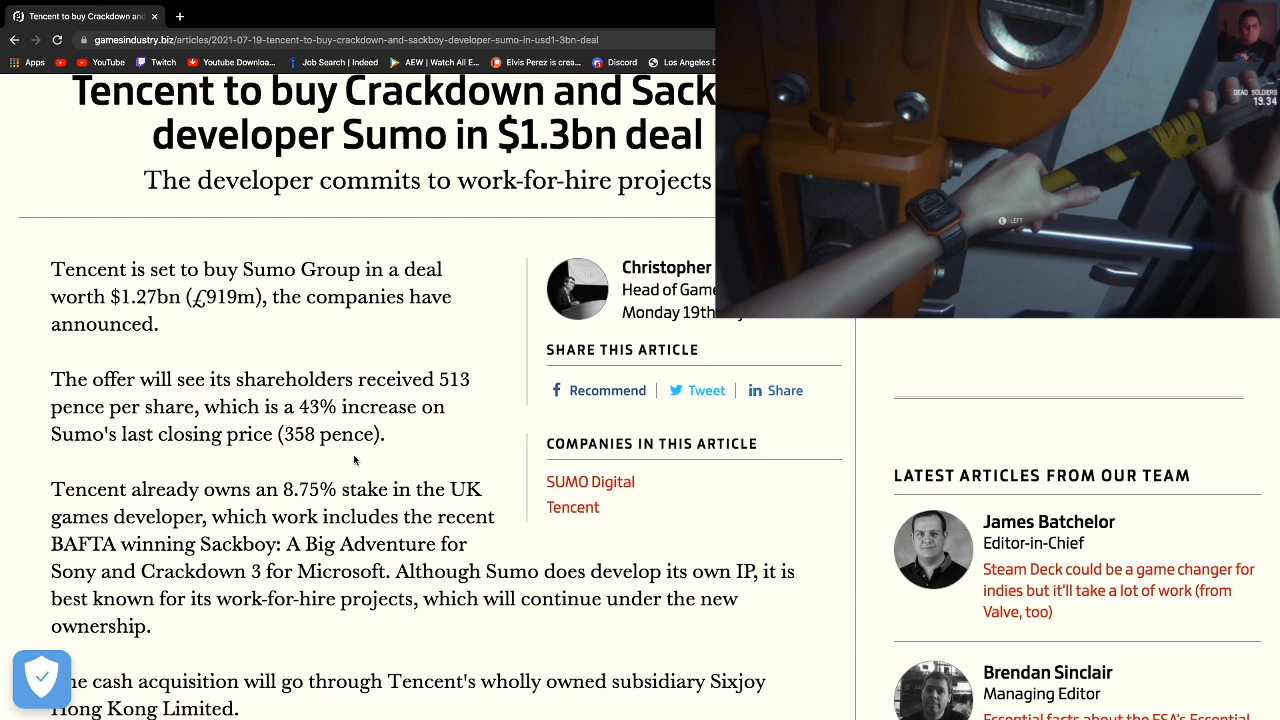 Tencent to buy Crackdown and
gamesindustry.biz/articles/2021-07-19-tencent-to-buy-crackdown-and-sackboy-developer-sumo-in-usd1-3bn-deal
Apps YouTube Twitch Youtube Downloa... Job Search | Indeed AEW | Watch All E... Elvis Perez is crea... Discord Los Angeles D
Tencent to buy Crackdown and Sack
developer Sumo in $1.3bn deal
The developer commits to work-for-hire projects
DEAD SOLDIERS
19.34
L LEFT
Tencent is set to buy Sumo Group in a deal
worth $1.27bn (£919m), the companies have
announced.
The offer will see its shareholders received 513
pence per share, which is a 43% increase on
Sumo's last closing price (358 pence).
Tencent already owns an 8.75% stake in the UK
games developer, which work includes the recent
BAFTA winning Sackboy: A Big Adventure for
Sony and Crackdown 3 for Microsoft. Although Sumo does develop its own IP, it is
best known for its work-for-hire projects, which will continue under the new
ownership.
The cash acquisition will go through Tencent's wholly owned subsidiary Sixjoy
Hong Kong Limited.
Christopher
Head of Game
Monday 19th
SHARE THIS ARTICLE
Recommend Tweet Share
COMPANIES IN THIS ARTICLE
SUMO Digital
Tencent
LATEST ARTICLES FROM OUR TEAM
James Batchelor
Editor-in-Chief
Steam Deck could be a game changer for
indies but it'll take a lot of work (from
Valve, too)
Brendan Sinclair
Managing Editor
Essential facts about the ESA's Essential